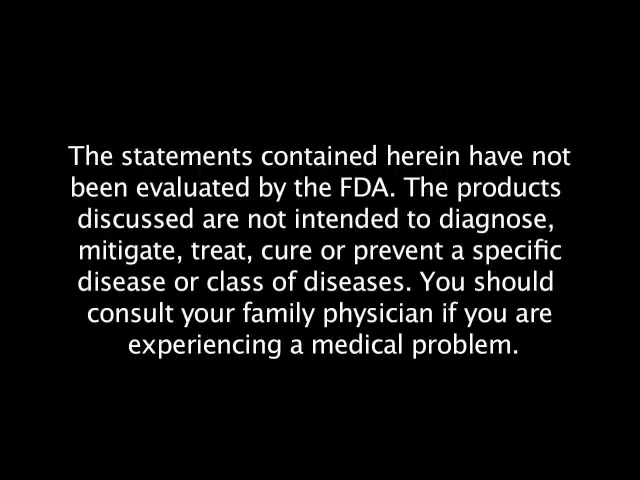 The statements contained herein have not
been evaluated by the FDA. The products
discussed are not intended to diagnose,
mitigate, treat, cure or prevent a specific
disease or class of diseases. You should
consult your family physician if you are
experiencing a medical problem.